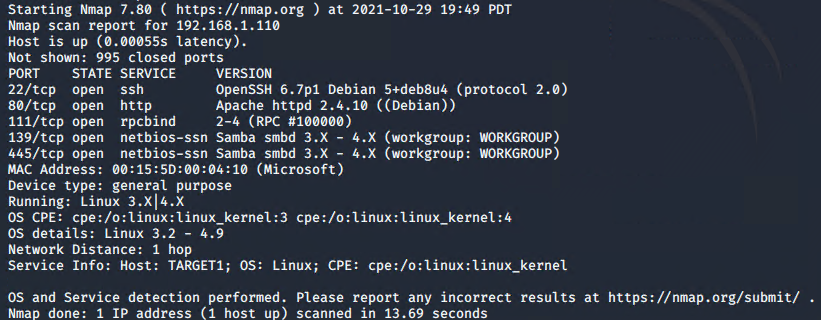 Starting Nmap 7.80 ( https://nmap.org ) at 2021-10-29 19:49 PDT
Nmap scan report for 192.168.1.110
Host is up (0.00055s latency).
Not shown: 995 closed ports
PORT    STATE SERVICE     VERSION
22/tcp  open  ssh         OpenSSH 6.7p1 Debian 5+deb8u4 (protocol 2.0)
80/tcp  open  http        Apache httpd 2.4.10 ((Debian))
111/tcp open  rpcbind     2-4 (RPC #100000)
139/tcp open  netbios-ssn Samba smbd 3.X - 4.X (workgroup: WORKGROUP)
445/tcp open  netbios-ssn Samba smbd 3.X - 4.X (workgroup: WORKGROUP)
MAC Address: 00:15:5D:00:04:10 (Microsoft)
Device type: general purpose
Running: Linux 3.X|4.X
OS CPE: cpe:/o:linux:linux_kernel:3 cpe:/o:linux:linux_kernel:4
OS details: Linux 3.2 - 4.9
Network Distance: 1 hop
Service Info: Host: TARGET1; OS: Linux; CPE: cpe:/o:linux:linux_kernel
OS and Service detection performed. Please report any incorrect results at https://nmap.org/submit/ .
Nmap done: 1 IP address (1 host up) scanned in 13.69 seconds